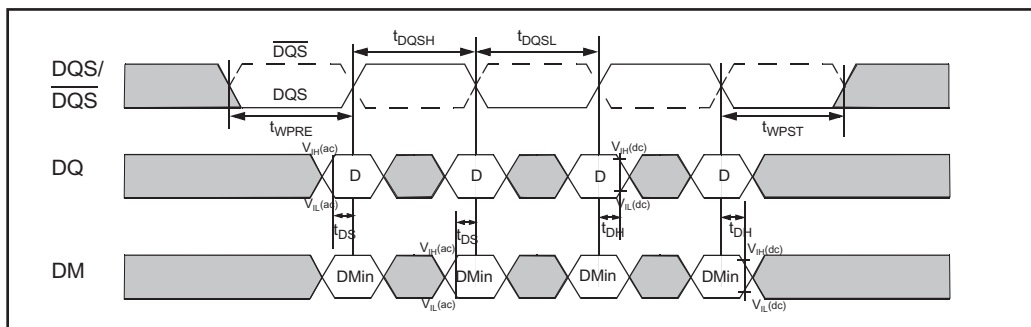 tDQSH tDQSL
DQS
DQS/
DQS
DQS
tWPRE tWPST
VIH(ac) VIH(dc)
DQ D D D D
VIL(ac) VIL(dc)
tDS tDS tDH tDH
VIH(ac) VIH(dc)
DM DMin DMin DMin DMin
VIL(ac) VIL(dc)